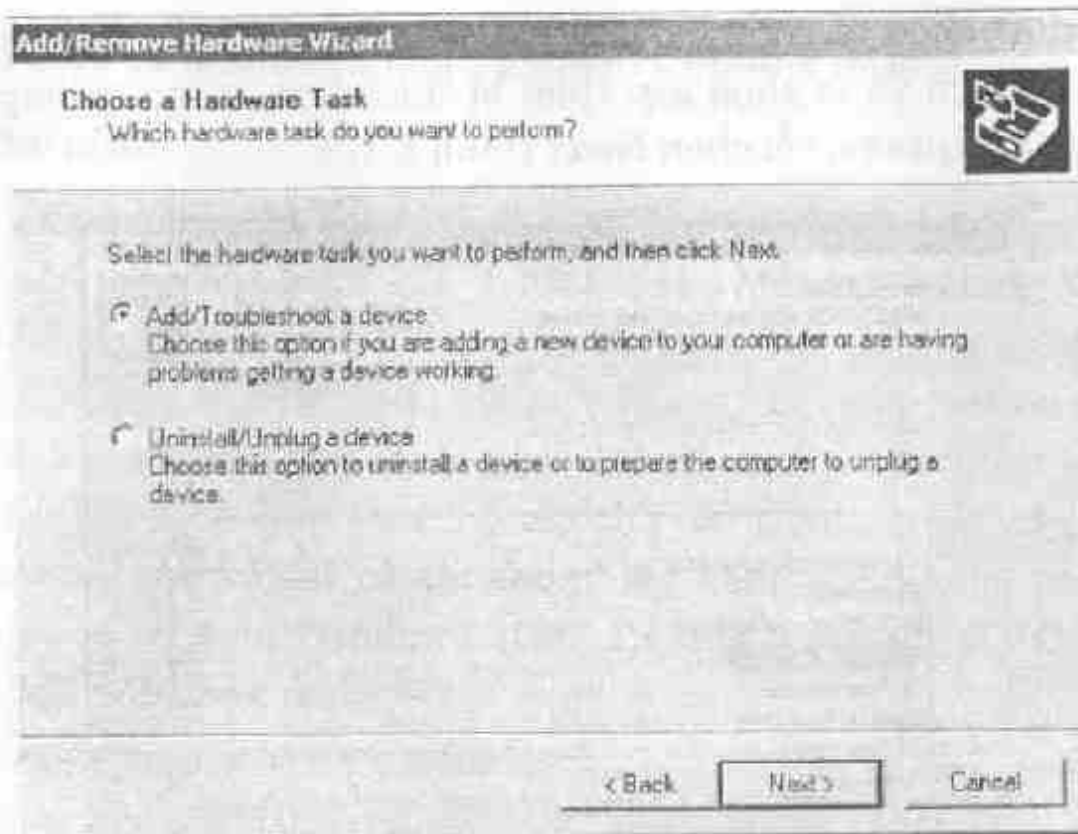 Add/Remove Hardware Wizard
Choose a Hardware Task
Which hardware task do you want to perform?
Select the hardware task you want to perform, and then click Next.
Add/Troubleshoot a device
Choose this option if you are adding a new device to your computer or are having
problems getting a device working.
Uninstall/Unplug a device
Choose this option to uninstall a device or to prepare the computer to unplug a
device.
< Back
Next >
Cancel